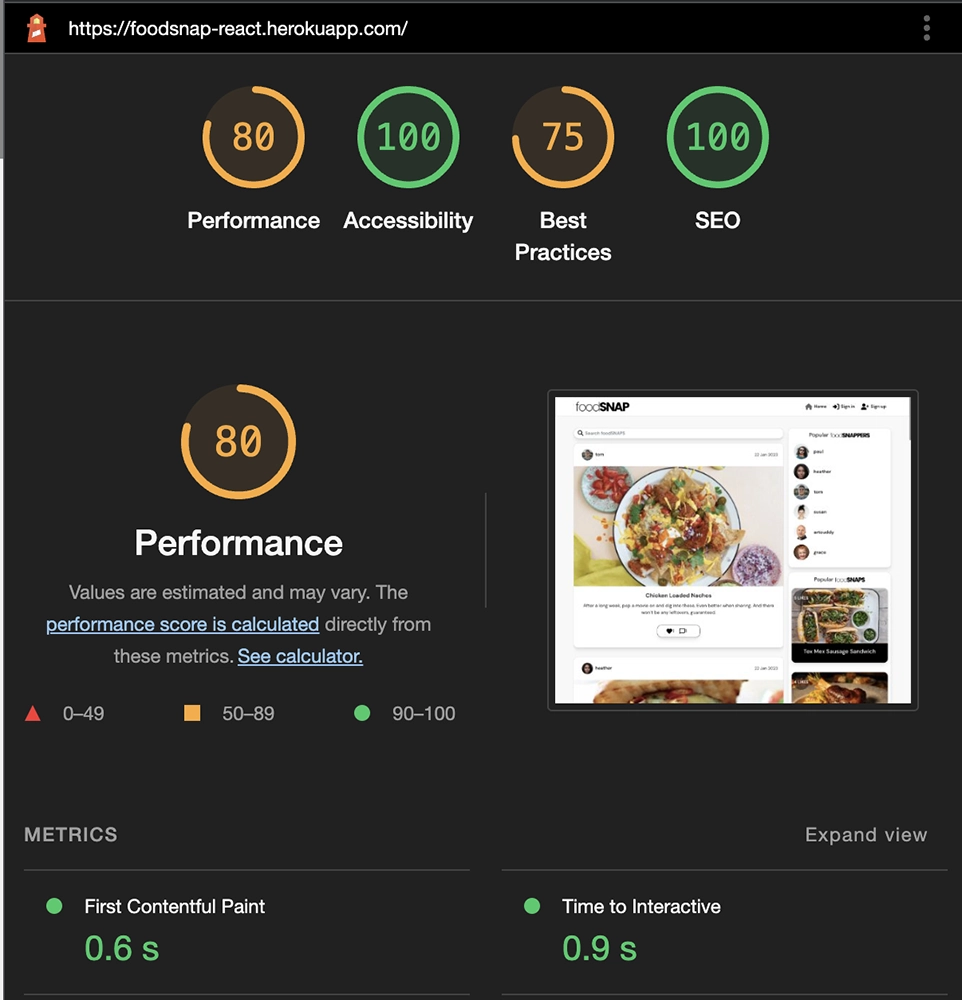 https://foodsnap-react.herokuapp.com/
80
100
75
100
Performance
Accessibility
Best
Practices
SEO
80
Performance
Values are estimated and may vary. The
performance score is calculated directly from
these metrics. See calculator.
0–49
50–89
90–100
foodSNAP
Home
Sign in
Sign up
Search foodSNAPS
tom
22 Jan 2023
Chicken Loaded Nachos
After a long week, pop a movie on and dig into these. Even better when sharing. And there
won't be any leftovers, guaranteed!
heather
22 Jan 2023
Popular foodSNAPPERS
paul
heather
tom
susan
grace
Popular foodSNAPS
Tex Mex Sausage Sandwich
METRICS
Expand view
First Contentful Paint
0.6 s
Time to Interactive
0.9 s